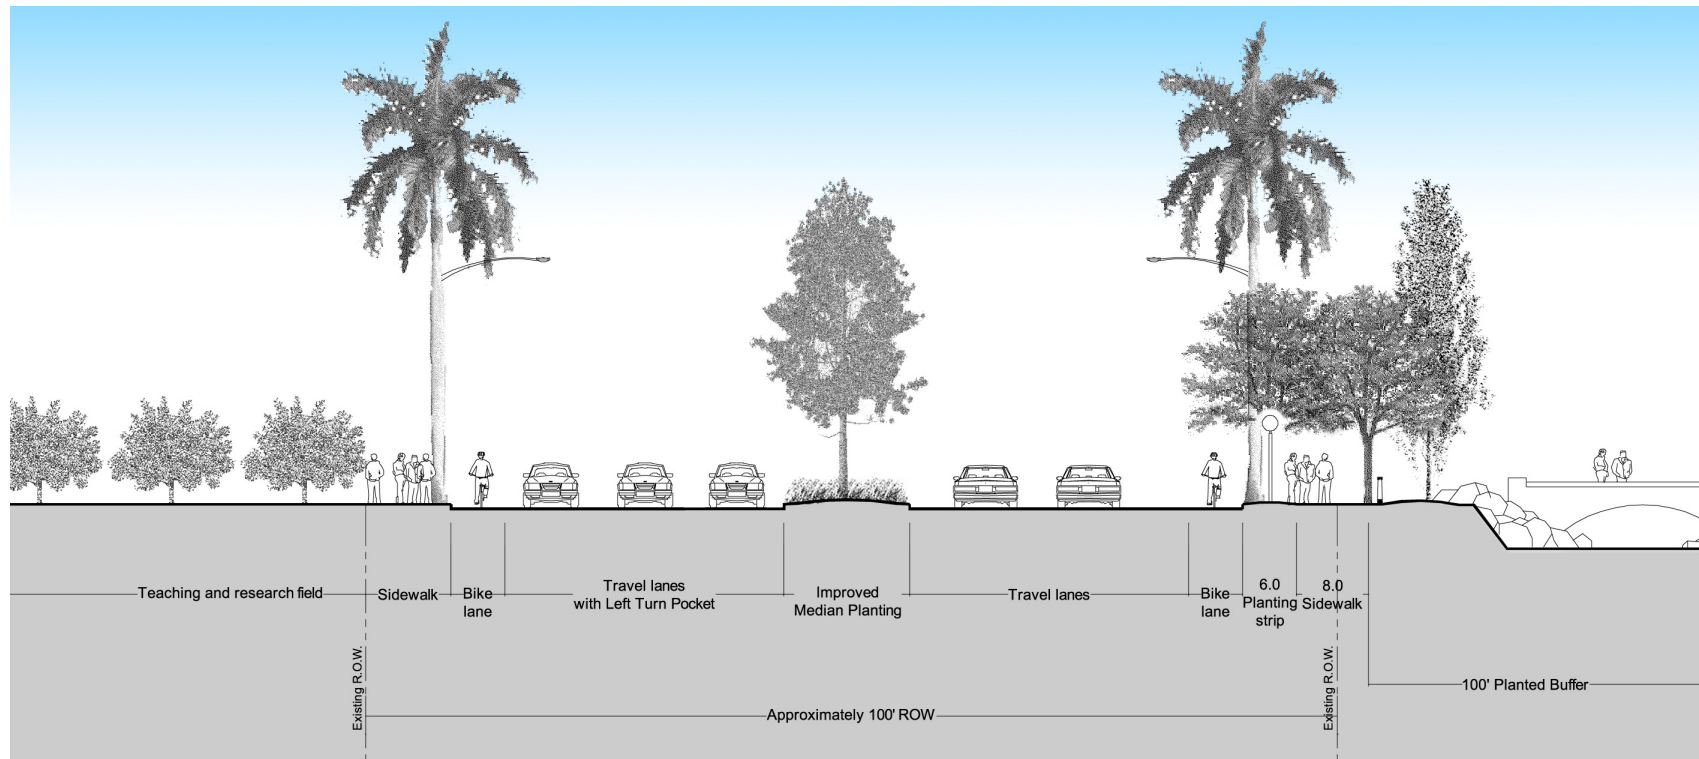 Teaching and research field
Sidewalk
Bike
lane
Travel lanes
with Left Turn Pocket
Improved
Median Planting
Travel lanes
Bike
lane
6.0
Planting
strip
8.0
Sidewalk
Existing R.O.W.
Existing R.O.W.
100' Planted Buffer
Approximately 100' ROW